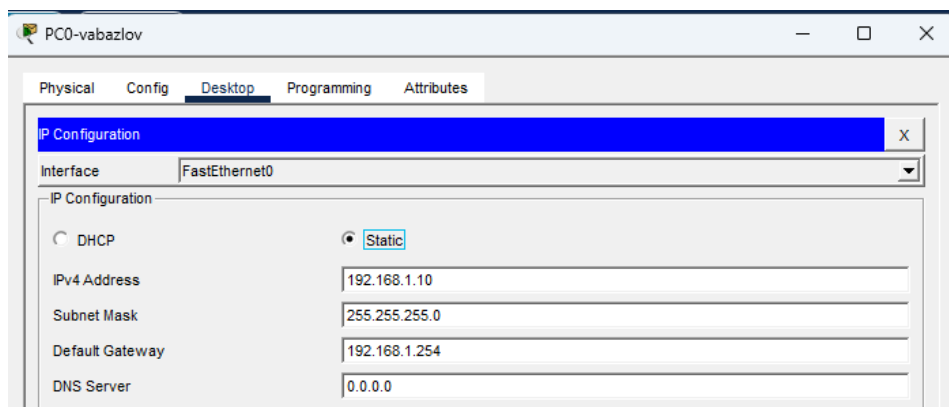 PC0-vabazlov
Physical Config Desktop Programming Attributes
IP Configuration X
Interface FastEthernet0
IP Configuration
DHCP Static
IPv4 Address 192.168.1.10
Subnet Mask 255.255.255.0
Default Gateway 192.168.1.254
DNS Server 0.0.0.0